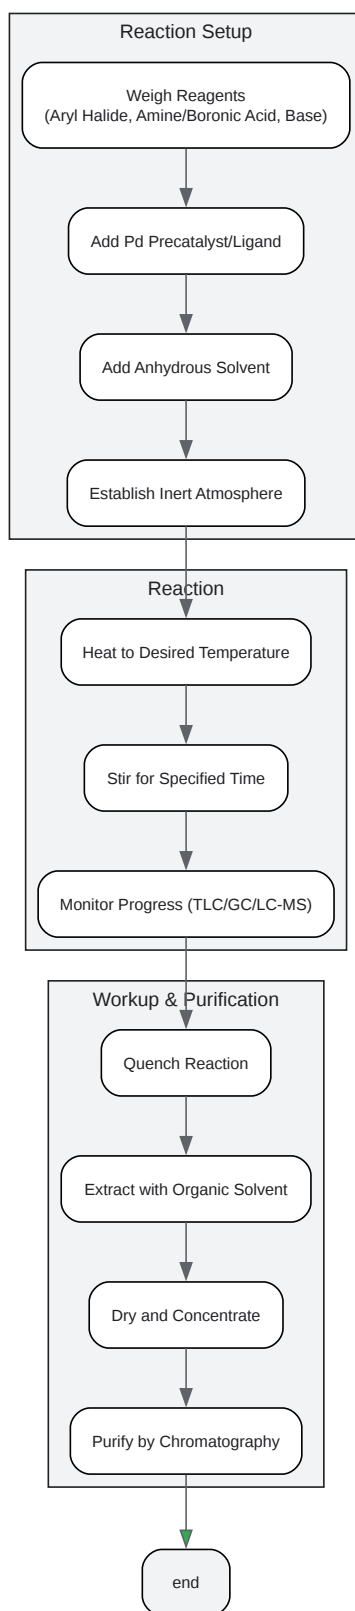 Reaction Setup
Weigh Reagents
(Aryl Halide, Amine/Boronic Acid, Base)
Add Pd Precatalyst/Ligand
Add Anhydrous Solvent
Establish Inert Atmosphere
Reaction
Heat to Desired Temperature
Stir for Specified Time
Monitor Progress (TLC/GC/LC-MS)
Workup & Purification
Quench Reaction
Extract with Organic Solvent
Dry and Concentrate
Purify by Chromatography
end